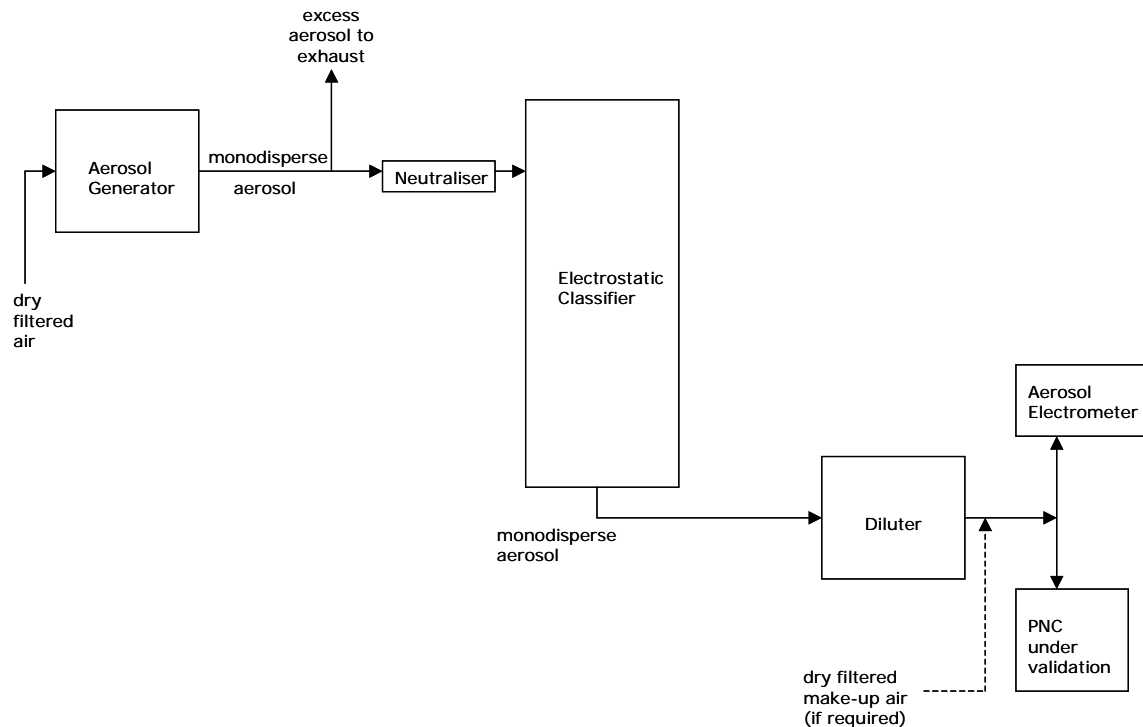 excess
aerosol to
exhaust
Aerosol
Generator
monodisperse
aerosol
Neutraliser
dry
filtered
air
Electrostatic
Classifier
Aerosol
Electrometer
monodisperse
aerosol
Diluter
PNC
under
validation
dry filtered
make-up air
(if required)